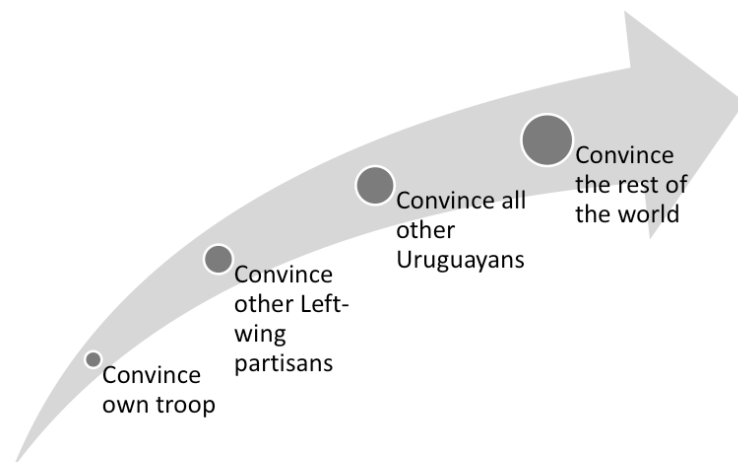 Convince
own troop
Convince
other Left-
wing
partisans
Convince all
other
Uruguayans
Convince
the rest of
the world